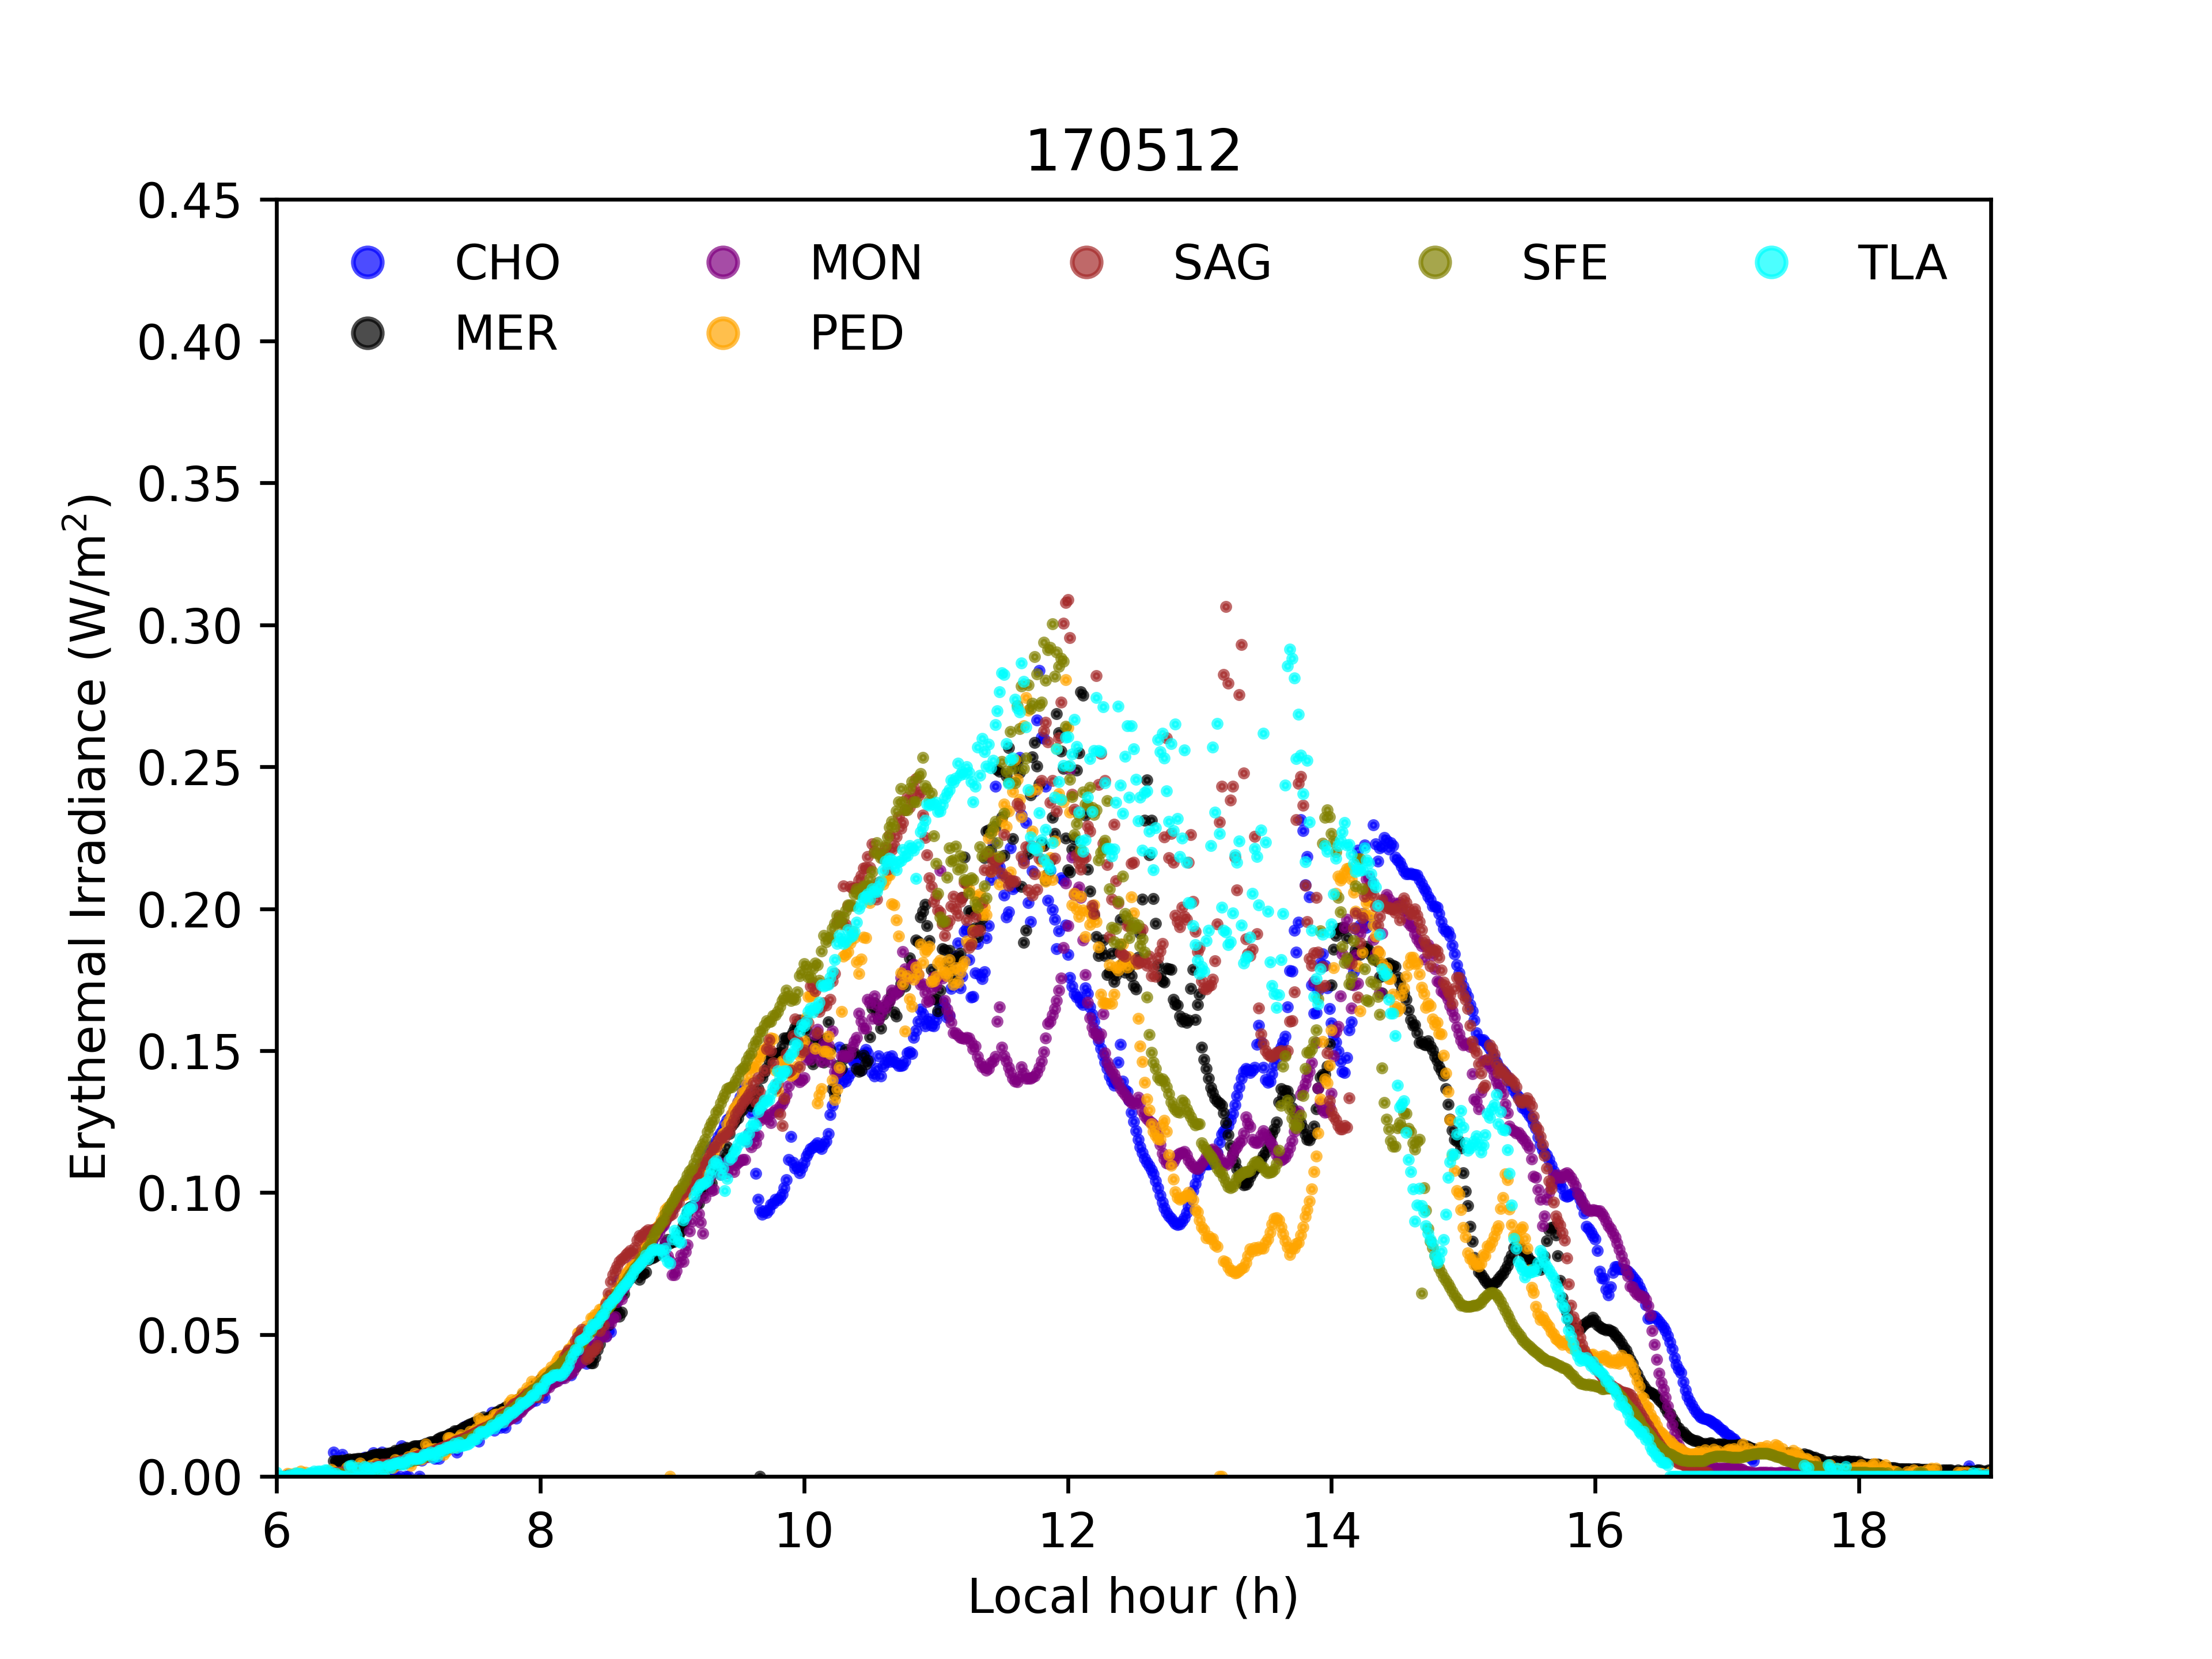 170512
0.45
0.40
0.35
0.30
0.25
0.20
0.15
0.10
0.05
0.00
Erythemal Irradiance (W/m²)
CHO
MER
MON
PED
SAG
SFE
TLA
6 8 10 12 14 16 18
Local hour (h)